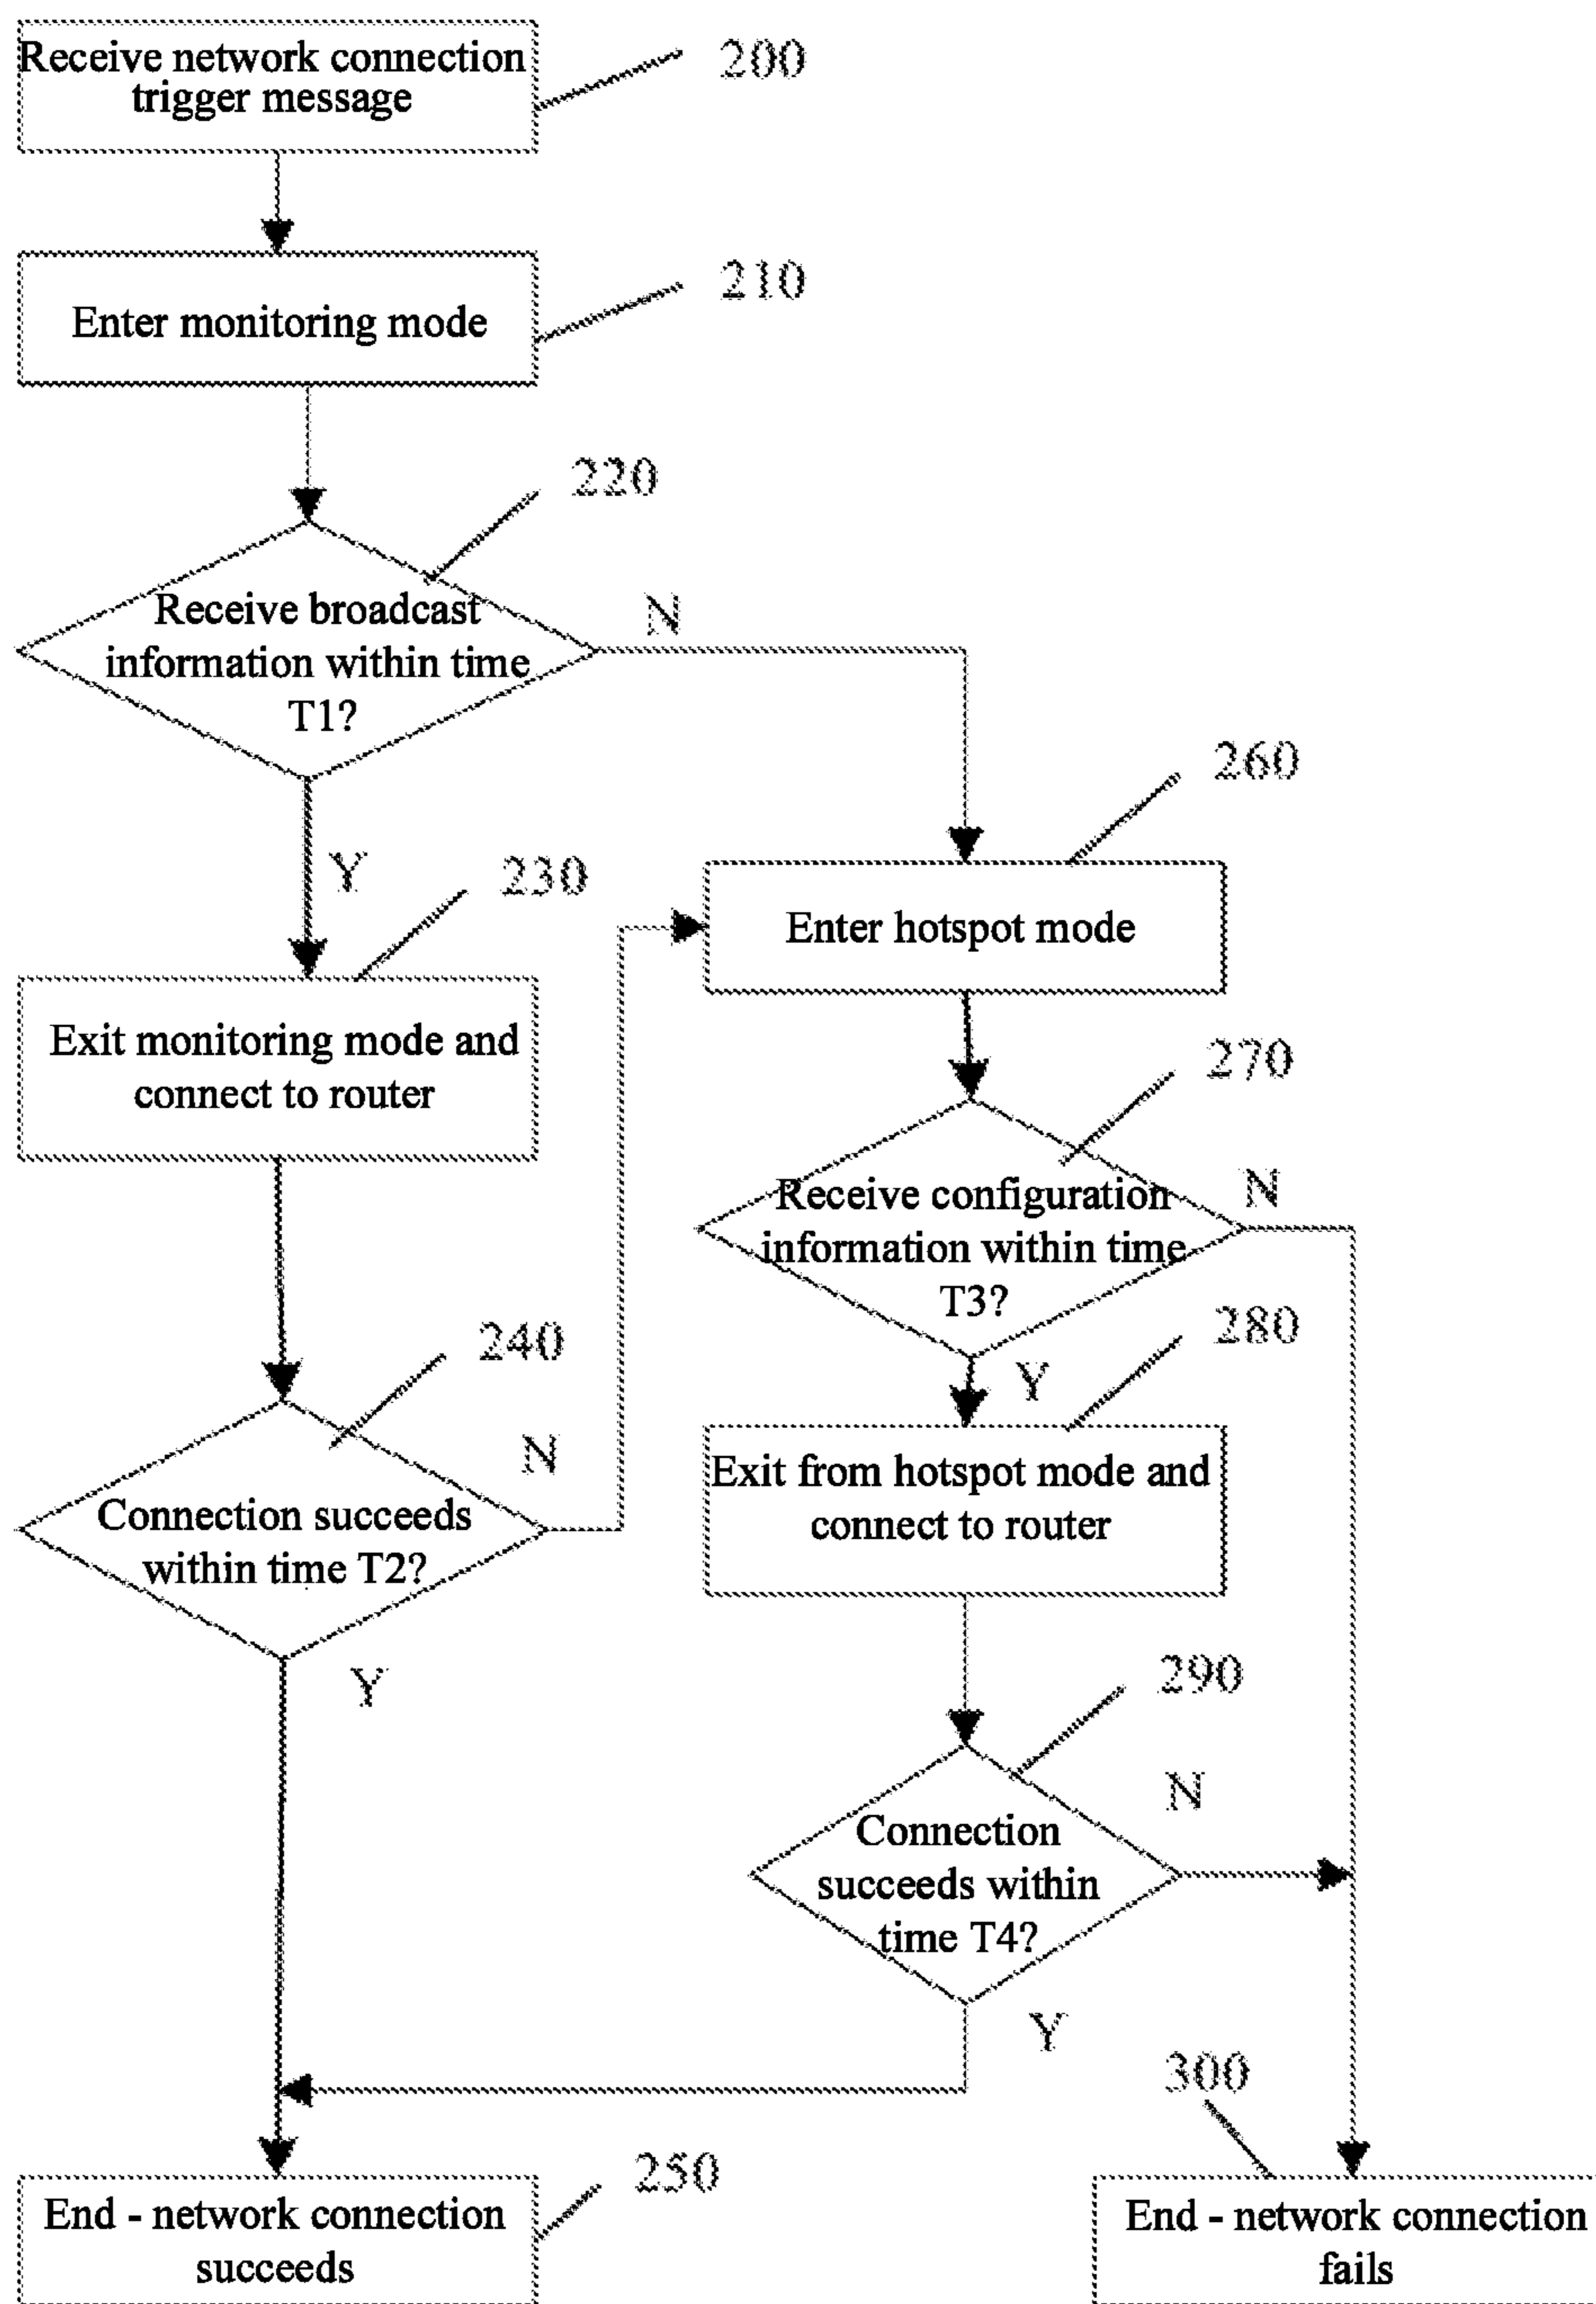 Receive network connection
trigger message
200
Enter monitoring mode
210
220
Receive broadcast
information within time
T1?
N
Y
230
Exit monitoring mode and
connect to router
260
Enter hotspot mode
270
Receive configuration
information within time
T3?
N
Y
240
Connection succeeds
within time T2?
N
Y
280
Exit from hotspot mode and
connect to router
290
Connection
succeeds within
time T4?
N
Y
250
End - network connection
succeeds
300
End - network connection
fails